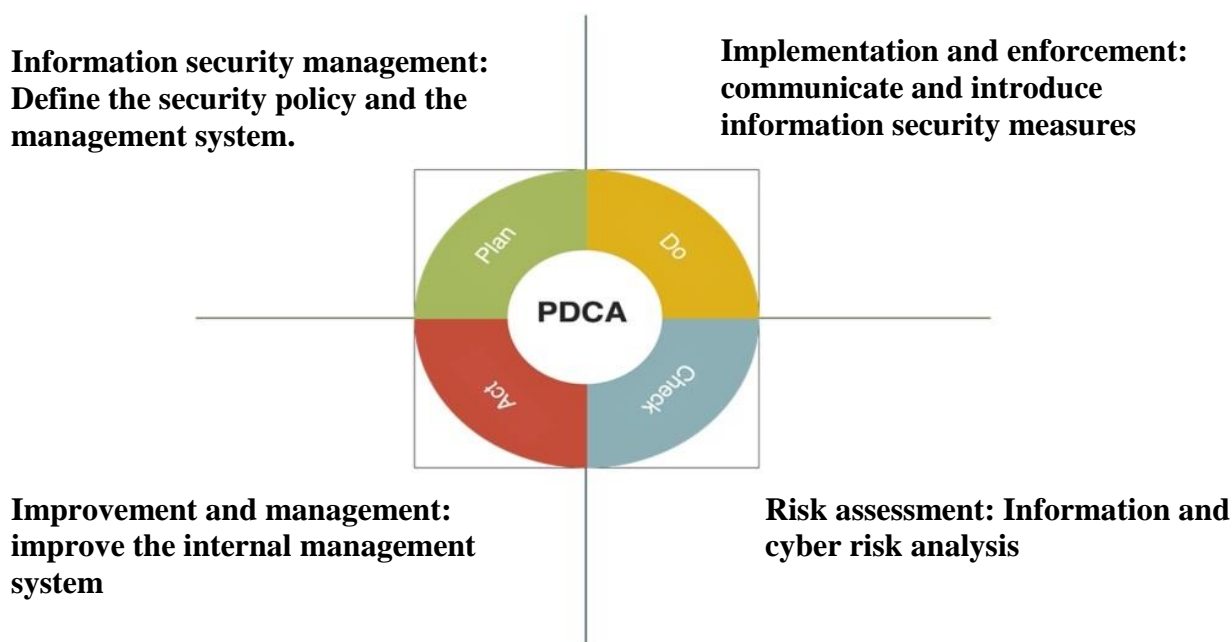 Information security management:
Define the security policy and the
management system.
Implementation and enforcement:
communicate and introduce
information security measures
Plan
Do
PDCA
Act
Check
Improvement and management:
improve the internal management
system
Risk assessment: Information and
cyber risk analysis